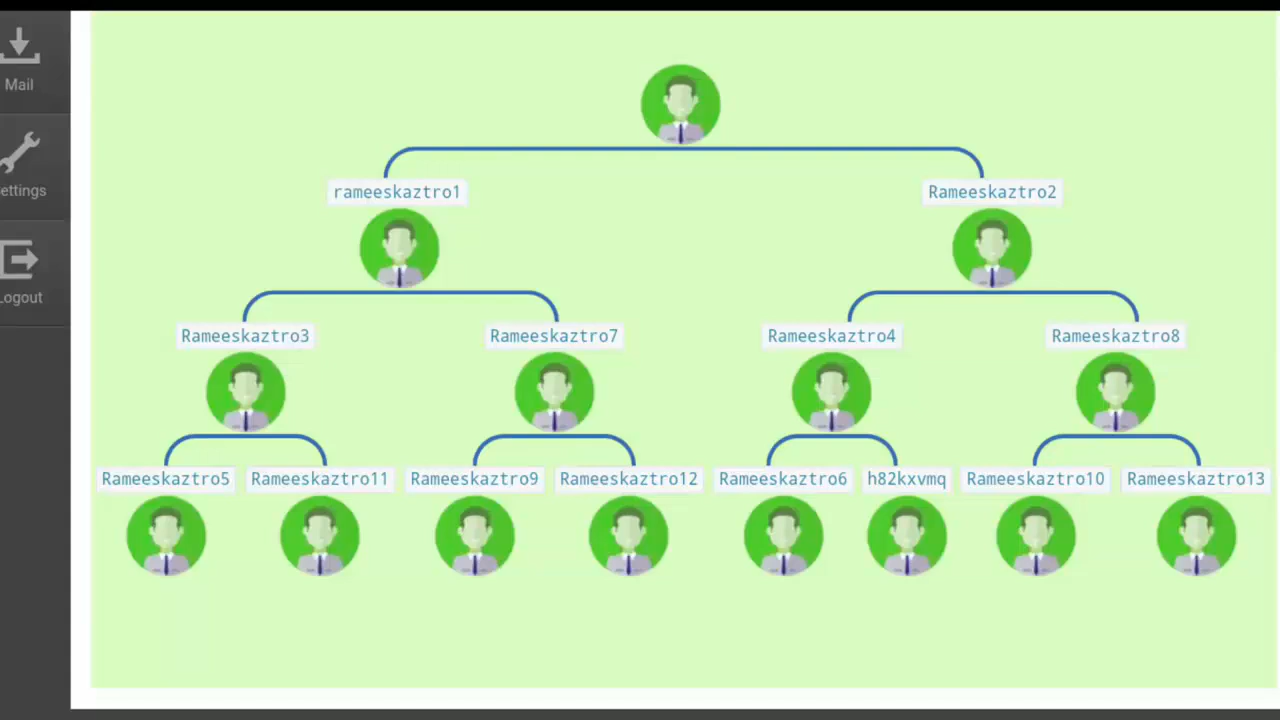 Mail
ettings
Logout
rameeskaztro1
Rameeskaztro2
Rameeskaztro3
Rameeskaztro7
Rameeskaztro4
Rameeskaztro8
Rameeskaztro5
Rameeskaztro11
Rameeskaztro9
Rameeskaztro12
Rameeskaztro6
h82kxvmq
Rameeskaztro10
Rameeskaztro13